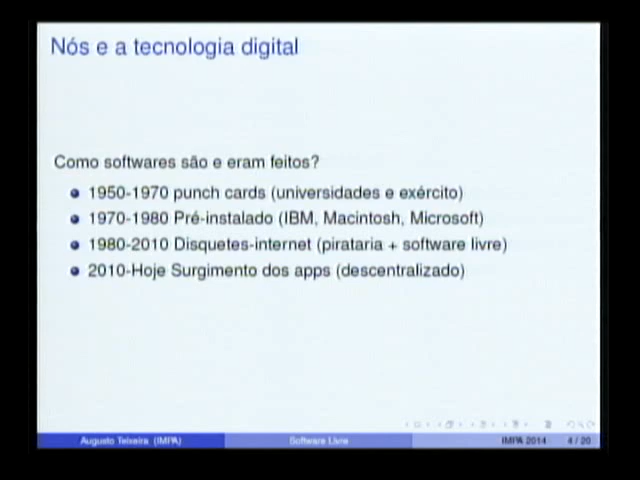 Nós e a tecnologia digital
Como softwares são e eram feitos?
1950-1970 punch cards (universidades e exército)
1970-1980 Pré-instalado (IBM, Macintosh, Microsoft)
1980-2010 Disquetes-internet (pirataria + software livre)
2010-Hoje Surgimento dos apps (descentralizado)
Augusto Teixeira (IMPA) Software Livre IMPA 2014 4 / 20